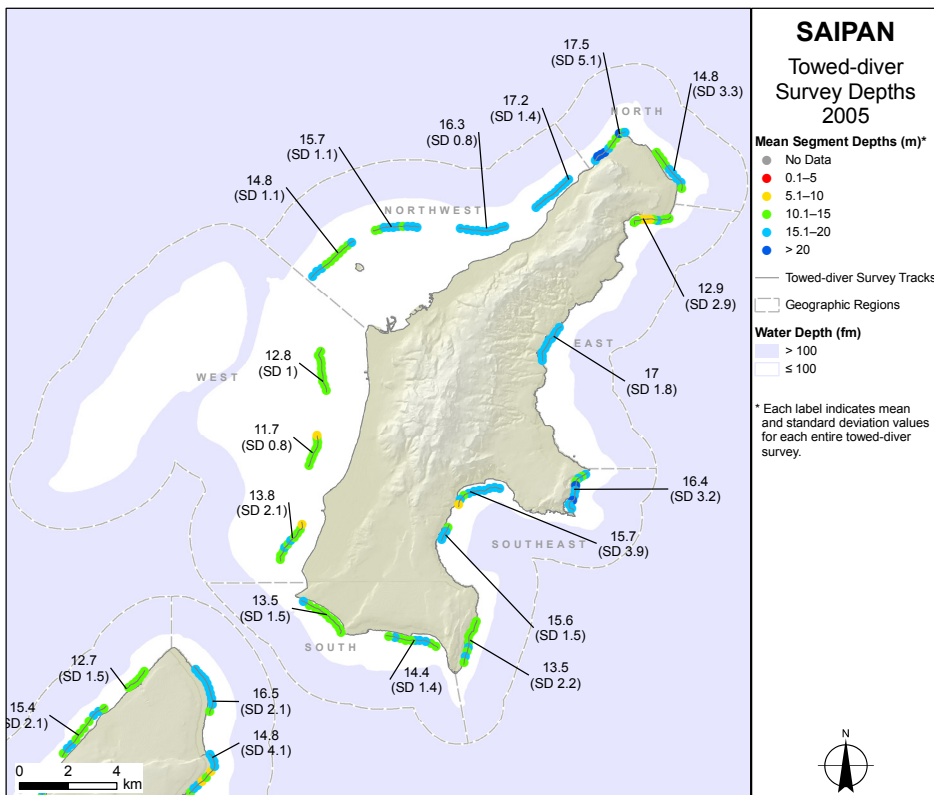 SAIPAN
Towed-diver
Survey Depths
2005
Mean Segment Depths (m)*
No Data
0.1–5
5.1–10
10.1–15
15.1–20
> 20
Towed-diver Survey Tracks
Geographic Regions
Water Depth (fm)
> 100
≤ 100
* Each label indicates mean
and standard deviation values
for each entire towed-diver
survey.
N
17.5
(SD 5.1)
14.8
(SD 3.3)
NORTH
17.2
(SD 1.4)
16.3
(SD 0.8)
15.7
(SD 1.1)
14.8
(SD 1.1)
NORTHWEST
12.9
(SD 2.9)
EAST
17
(SD 1.8)
WEST
12.8
(SD 1)
11.7
(SD 0.8)
13.8
(SD 2.1)
16.4
(SD 3.2)
15.7
(SD 3.9)
SOUTHEAST
15.6
(SD 1.5)
13.5
(SD 2.2)
13.5
(SD 1.5)
SOUTH
14.4
(SD 1.4)
12.7
(SD 1.5)
15.4
SD 2.1)
16.5
(SD 2.1)
14.8
(SD 4.1)
0 2 4
km